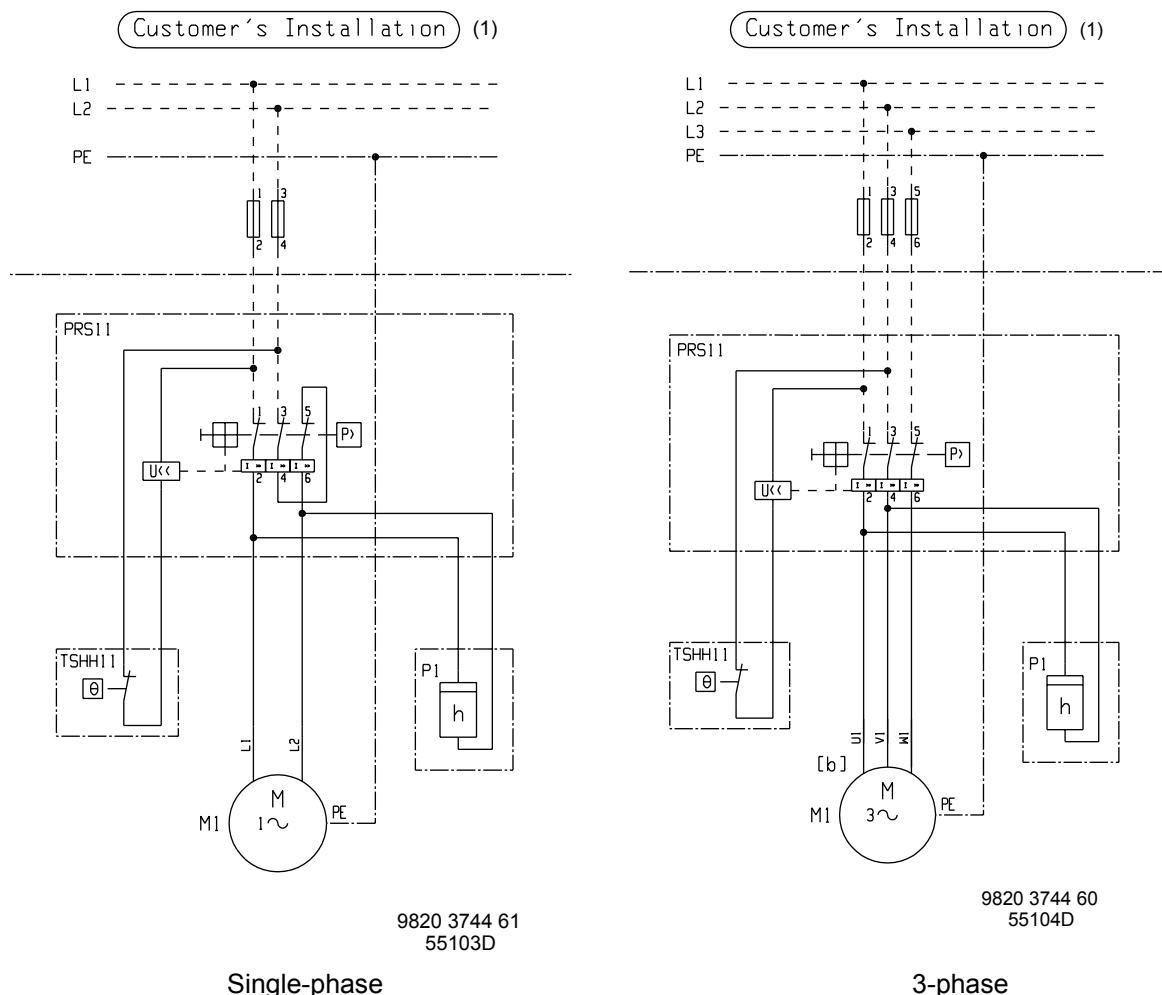 Customer´s Installation (1)
L1
L2
PE
1 3
2 4
PRS11
1 3 5
P>
U<< I >> I >> I >>
2 4 6
TSHH11
θ
P1
h
L1 L2
M
1~
M1
PE
9820 3744 61
55103D
Single-phase
Customer´s Installation (1)
L1
L2
L3
PE
1 3 5
2 4 6
PRS11
1 3 5
P>
U<< I >> I >> I >>
2 4 6
TSHH11
θ
P1
h
U1 V1 W1
[b]
M
3~
M1
PE
9820 3744 60
55104D
3-phase